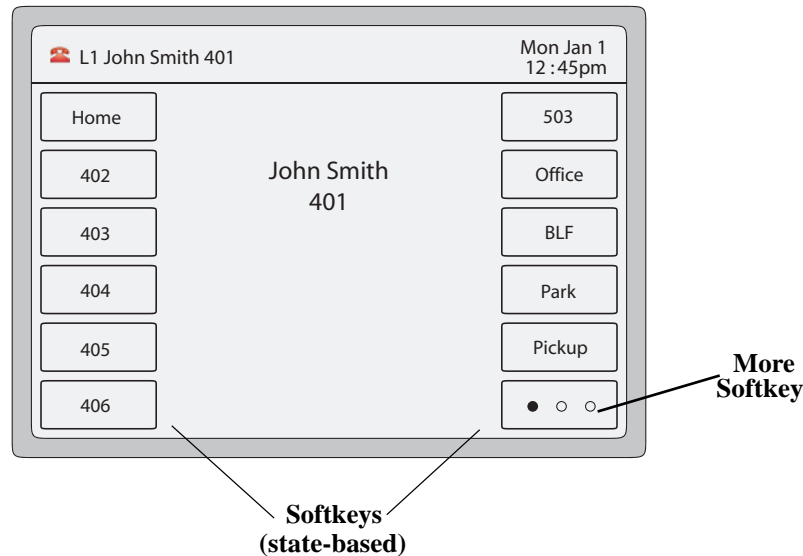 L1 John Smith 401
Mon Jan 1
12 : 45pm
Home
503
402
John Smith
401
Office
403
BLF
404
Park
405
Pickup
406
More
Softkey
Softkeys
(state-based)